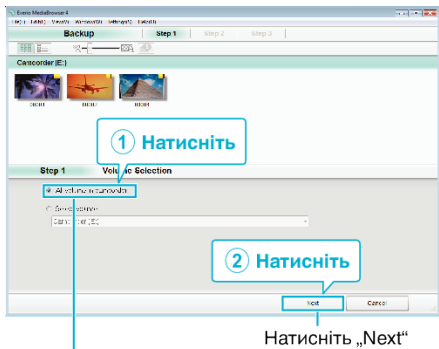 Everio MediaBrowser 4
Backup Step 1 Step 2 Step 3
Camcorder (E:)
① Натисніть
Step 1 Volume Selection
All volume in camcorder
② Натисніть
Next Cancel
Натисніть „Next“